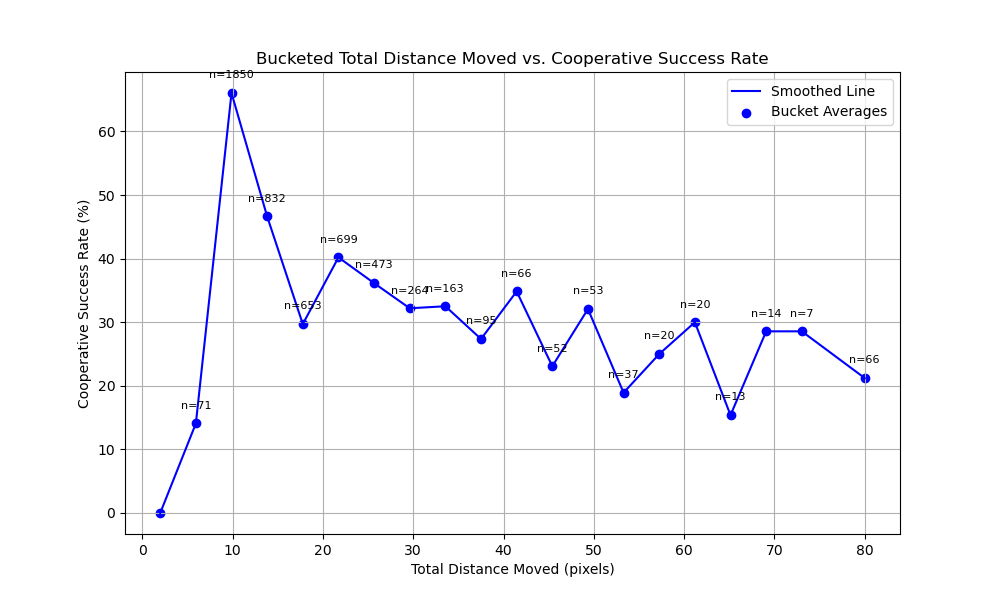 Bucketed Total Distance Moved vs. Cooperative Success Rate
Smoothed Line
Bucket Averages
n=1850
n=832
n=699
n=473
n=264
n=163
n=653
n=95
n=66
n=52
n=53
n=37
n=20
n=20
n=13
n=14
n=7
n=66
n=71
Cooperative Success Rate (%)
60
50
40
30
20
10
0
0
10
20
30
40
50
60
70
80
Total Distance Moved (pixels)